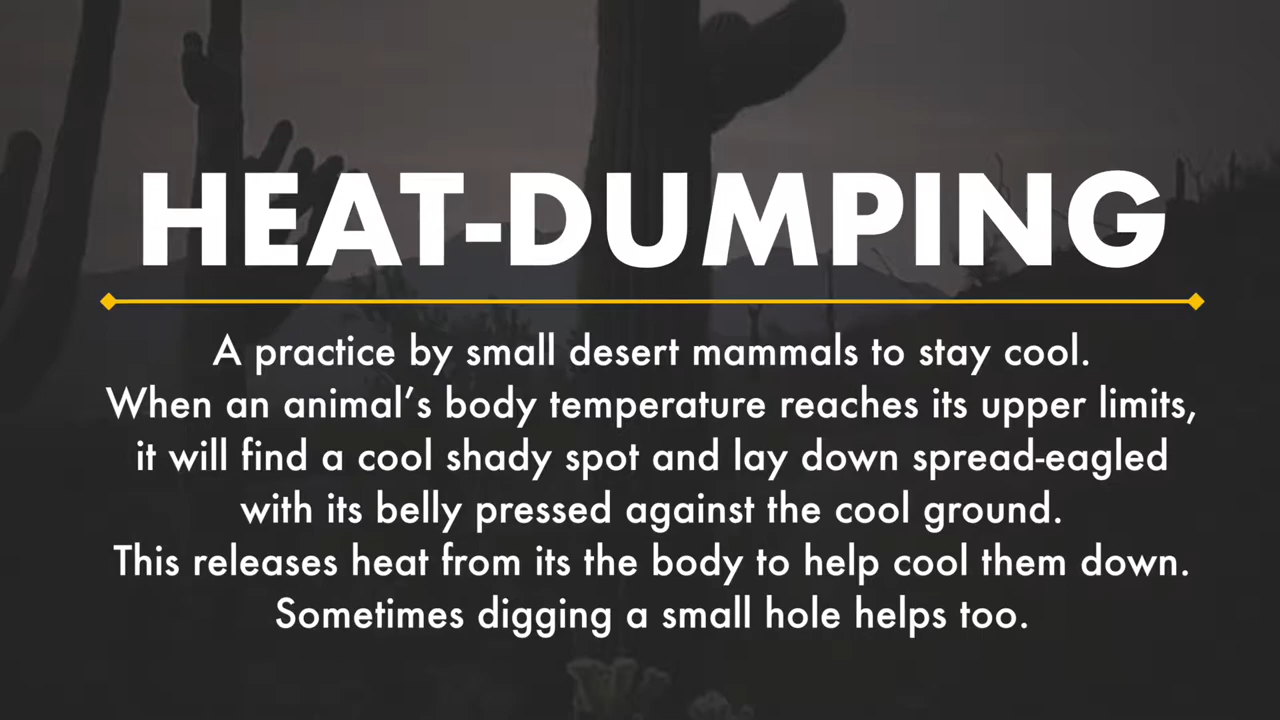 HEAT-DUMPING
A practice by small desert mammals to stay cool.
When an animal’s body temperature reaches its upper limits,
it will find a cool shady spot and lay down spread-eagled
with its belly pressed against the cool ground.
This releases heat from its the body to help cool them down.
Sometimes digging a small hole helps too.